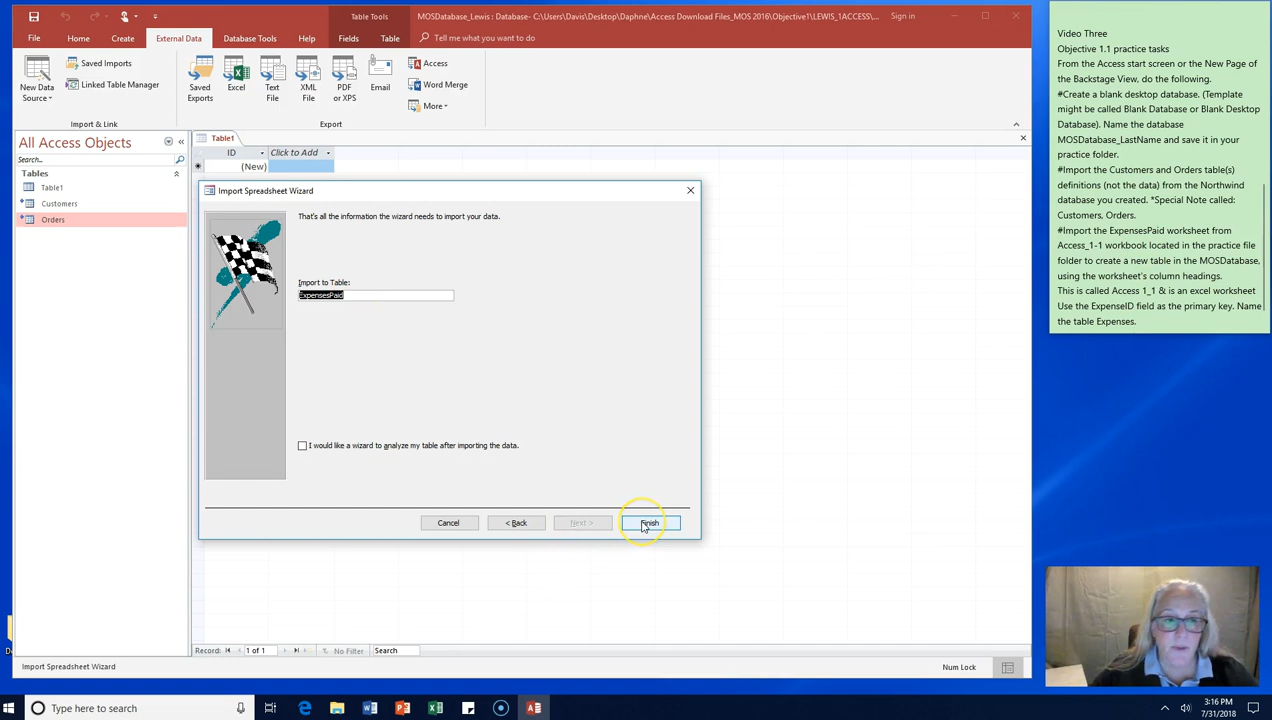 Table Tools
MOSDatabase_Lewis : Database- C:\Users\Davis\Desktop\Daphne\Access Download Files_MOS 2016\Objective1\LEWIS_1ACCESS\...
Sign in
File
Home
Create
External Data
Database Tools
Help
Fields
Table
Tell me what you want to do
New Data
Source
Saved Imports
Linked Table Manager
Import & Link
Saved
Exports
Excel
Text
File
XML
File
PDF
or XPS
Email
Access
Word Merge
More
Export
All Access Objects
Search...
Tables
Table1
Customers
Orders
Table1
ID
Click to Add
(New)
Import Spreadsheet Wizard
That's all the information the wizard needs to import your data.
Import to Table:
ExpensesPaid
I would like a wizard to analyze my table after importing the data.
Cancel
< Back
Next >
Finish
Record:
1 of 1
No Filter
Search
Import Spreadsheet Wizard
Num Lock
Video Three
Objective 1.1 practice tasks
From the Access start screen or the New Page of
the Backstage View, do the following.
#Create a blank desktop database. (Template
might be called Blank Database or Blank Desktop
Database). Name the database
MOSDatabase_LastName and save it in your
practice folder.
#Import the Customers and Orders table(s)
definitions (not the data) from the Northwind
database you created. *Special Note called:
Customers, Orders.
#Import the ExpensesPaid worksheet from
Access_1-1 workbook located in the practice file
folder to create a new table in the MOSDatabase,
using the worksheet's column headings.
This is called Access 1_1 & is an excel worksheet
Use the ExpenseID field as the primary key. Name
the table Expenses.
Type here to search
3:16 PM
7/31/2018